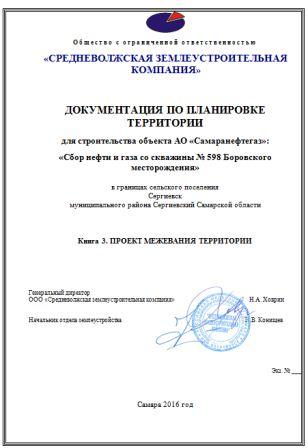 Общество с ограниченной ответственностью
«СРЕДНЕВОЛЖСКАЯ ЗЕМЛЕУСТРОИТЕЛЬНАЯ
КОМПАНИЯ»
ДОКУМЕНТАЦИЯ ПО ПЛАНИРОВКЕ
ТЕРРИТОРИИ
для строительства объекта АО «Самаранефтегаз»:
«Сбор нефти и газа со скважины № 598 Боровского
месторождения»
в границах сельского поселения
Сергиевск
муниципального района Сергиевский Самарской области
Книга 3. ПРОЕКТ МЕЖЕВАНИЯ ТЕРРИТОРИИ
Генеральный директор
ООО «Средневолжская землеустроительная компания» Н.А. Ховрин
Начальник отдела землеустройства И.В. Конищев
Экз. № ___
Самара 2016 год